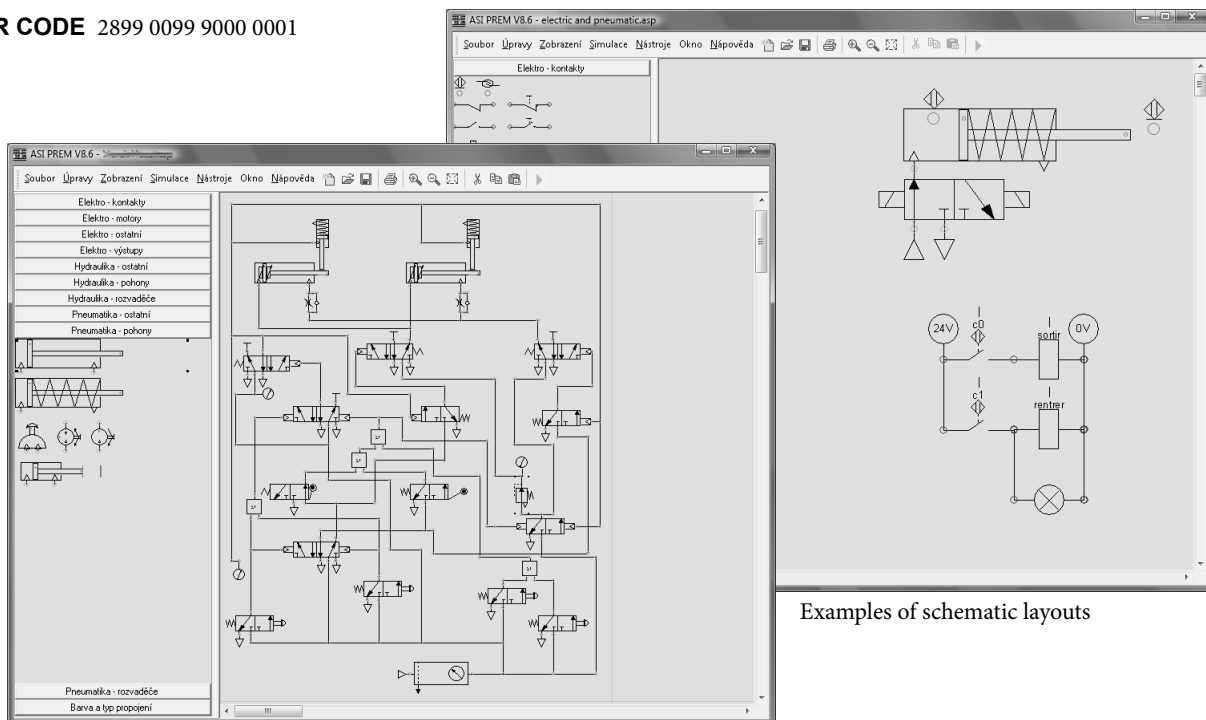 R CODE 2899 0099 9000 0001
ASI PREM V8.6 - electric and pneumatic.asp
Soubor Úpravy Zobrazení Simulace Nástroje Okno Nápověda
Elektro - kontakty
24V
c0
sortir
0V
c1
rentrer
ASI PREM V8.6 -
Soubor Úpravy Zobrazení Simulace Nástroje Okno Nápověda
Elektro - kontakty
Elektro - motory
Elektro - ostatní
Elektro - výstupy
Hydraulika - ostatní
Hydraulika - pohony
Hydraulika - rozvaděče
Pneumatika - ostatní
Pneumatika - pohony
Pneumatika - rozvaděče
Barva a typ propojení
Examples of schematic layouts